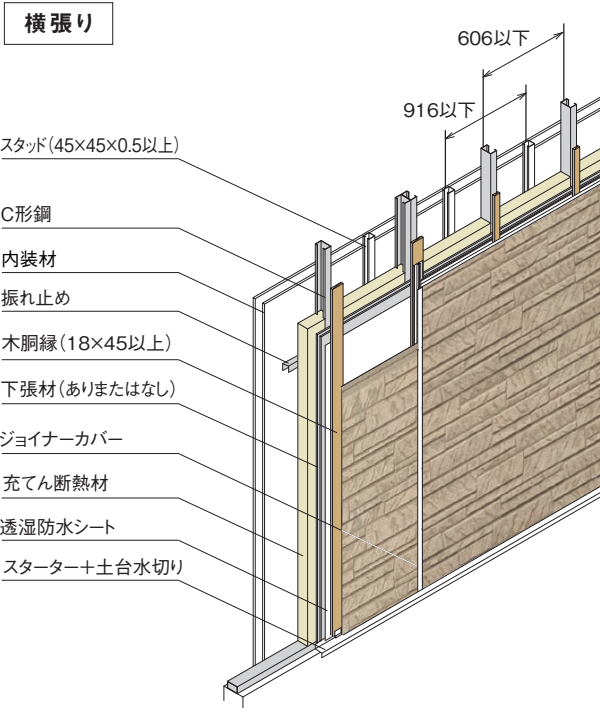 横張り
606以下
916以下
スタッド(45×45×0.5以上)
C形鋼
内装材
振れ止め
木胴縁(18×45以上)
下張材(ありまたはなし)
ジョイナーカバー
充てん断熱材
透湿防水シート
スターター+土台水切り